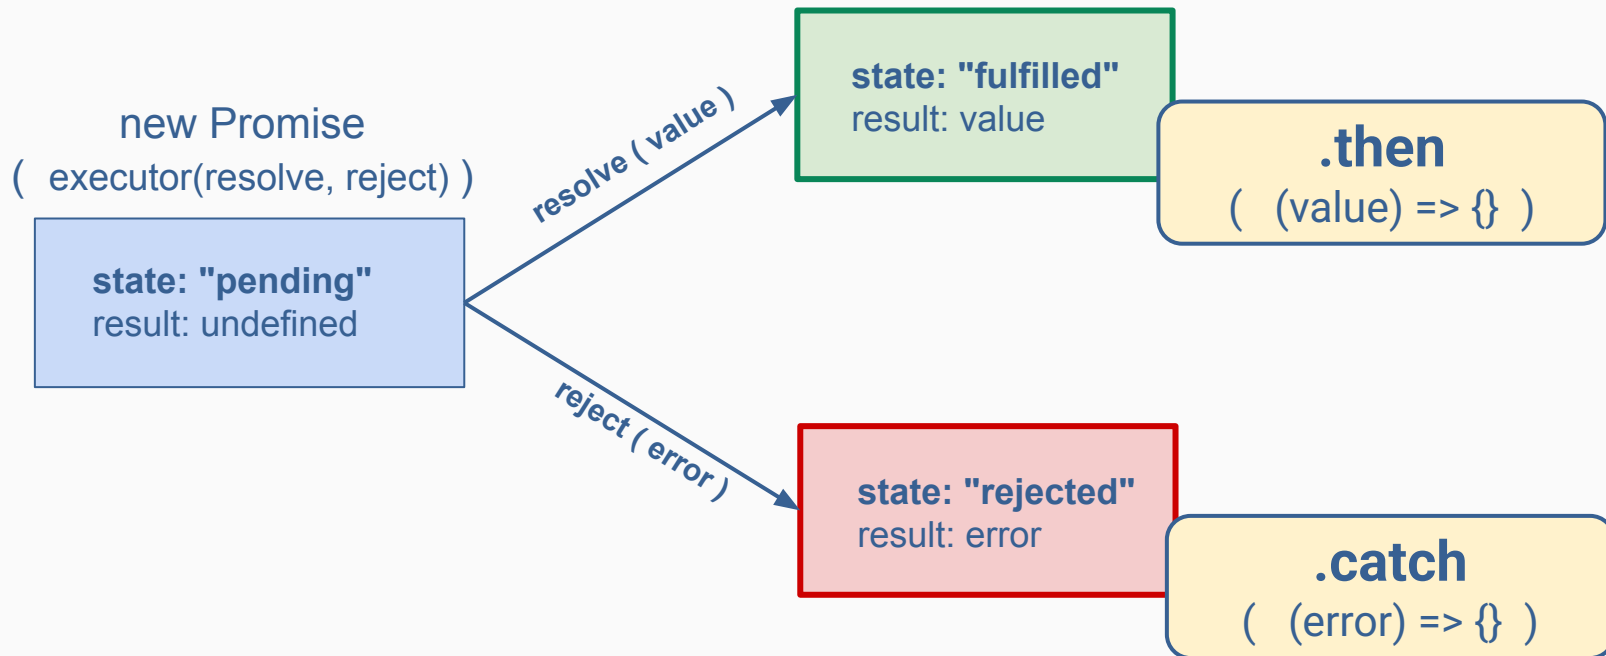 new Promise
( executor(resolve, reject) )
state: "pending"
result: undefined
resolve ( value )
reject ( error )
state: "fulfilled"
result: value
.then
( (value) => {} )
state: "rejected"
result: error
.catch
( (error) => {} )